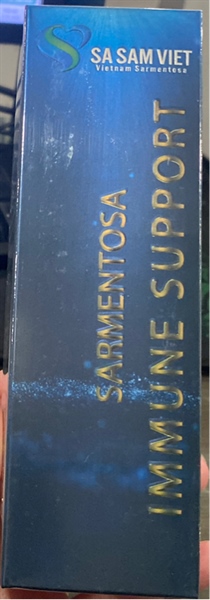 SA SAM VIET
Vietnam Sarmentosa
SARMENTOSA
IMMUNE SUPPORT